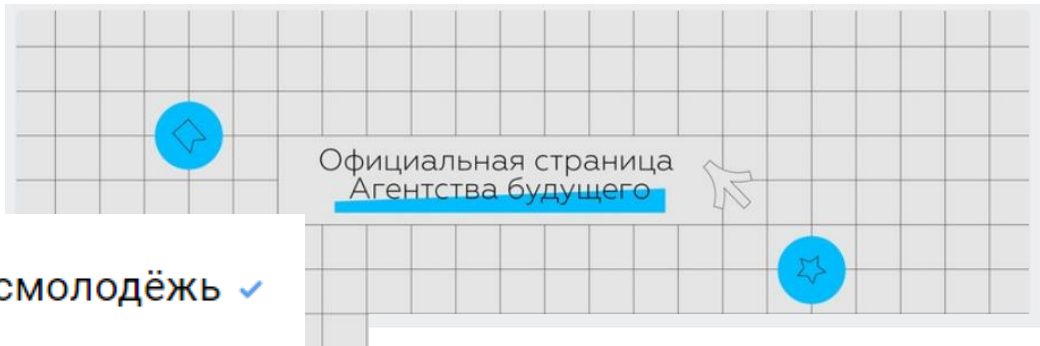 Официальная страница
Агентства будущего
смолодёжь